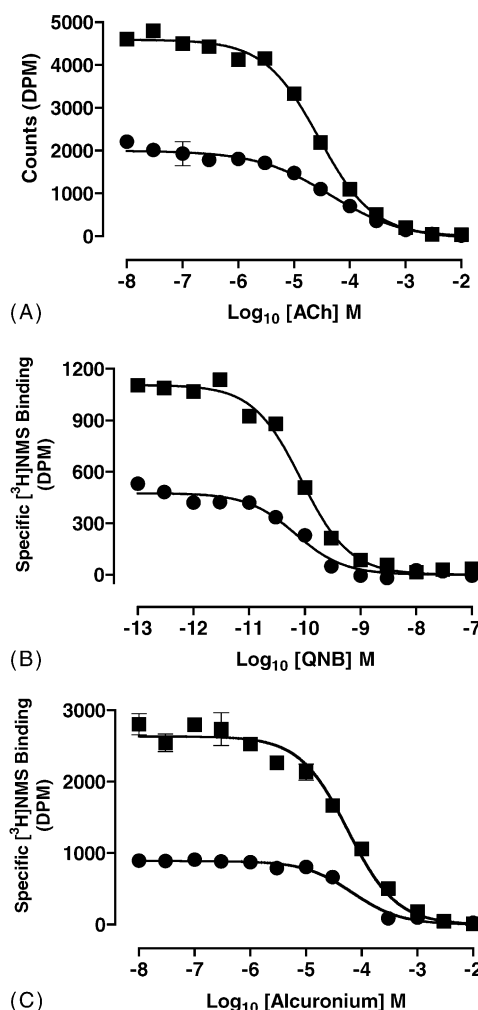 5000
4000
3000
2000
1000
0
Counts (DPM)
-8 -7 -6 -5 -4 -3 -2
Log10 [ACh] M
(A)
1200
900
600
300
0
Specific [3H]NMS Binding
(DPM)
-13 -12 -11 -10 -9 -8 -7
Log10 [QNB] M
(B)
3000
2000
1000
0
Specific [3H]NMS Binding
(DPM)
-8 -7 -6 -5 -4 -3 -2
Log10 [Alcuronium] M
(C)